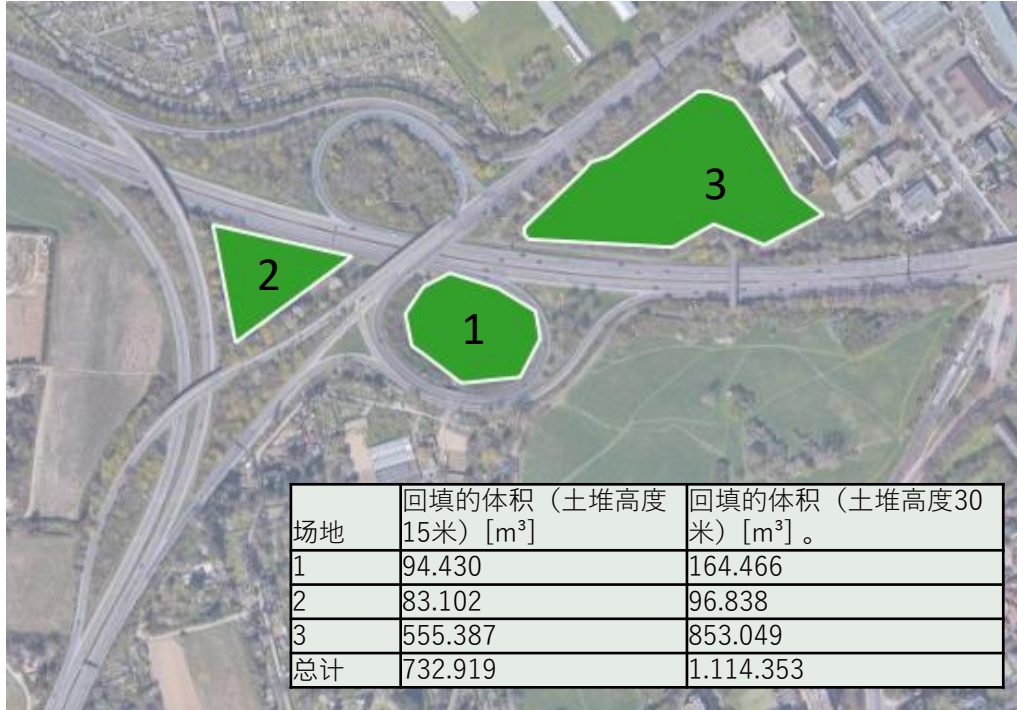 3
2
1
场地 回填的体积（土堆高度15米）[m³] 回填的体积（土堆高度30米）[m³] 。
1 94.430 164.466
2 83.102 96.838
3 555.387 853.049
总计 732.919 1.114.353